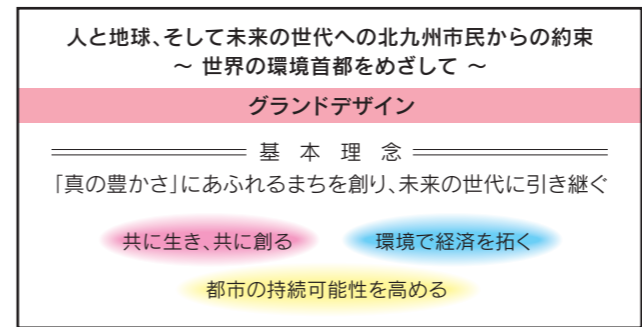 人と地球、そして未来の世代への北九州市民からの約束
～ 世界の環境首都をめざして ～
グランドデザイン
基 本 理 念
「真の豊かさ」にあふれるまちを創り、未来の世代に引き継ぐ
共に生き、共に創る
環境で経済を拓く
都市の持続可能性を高める